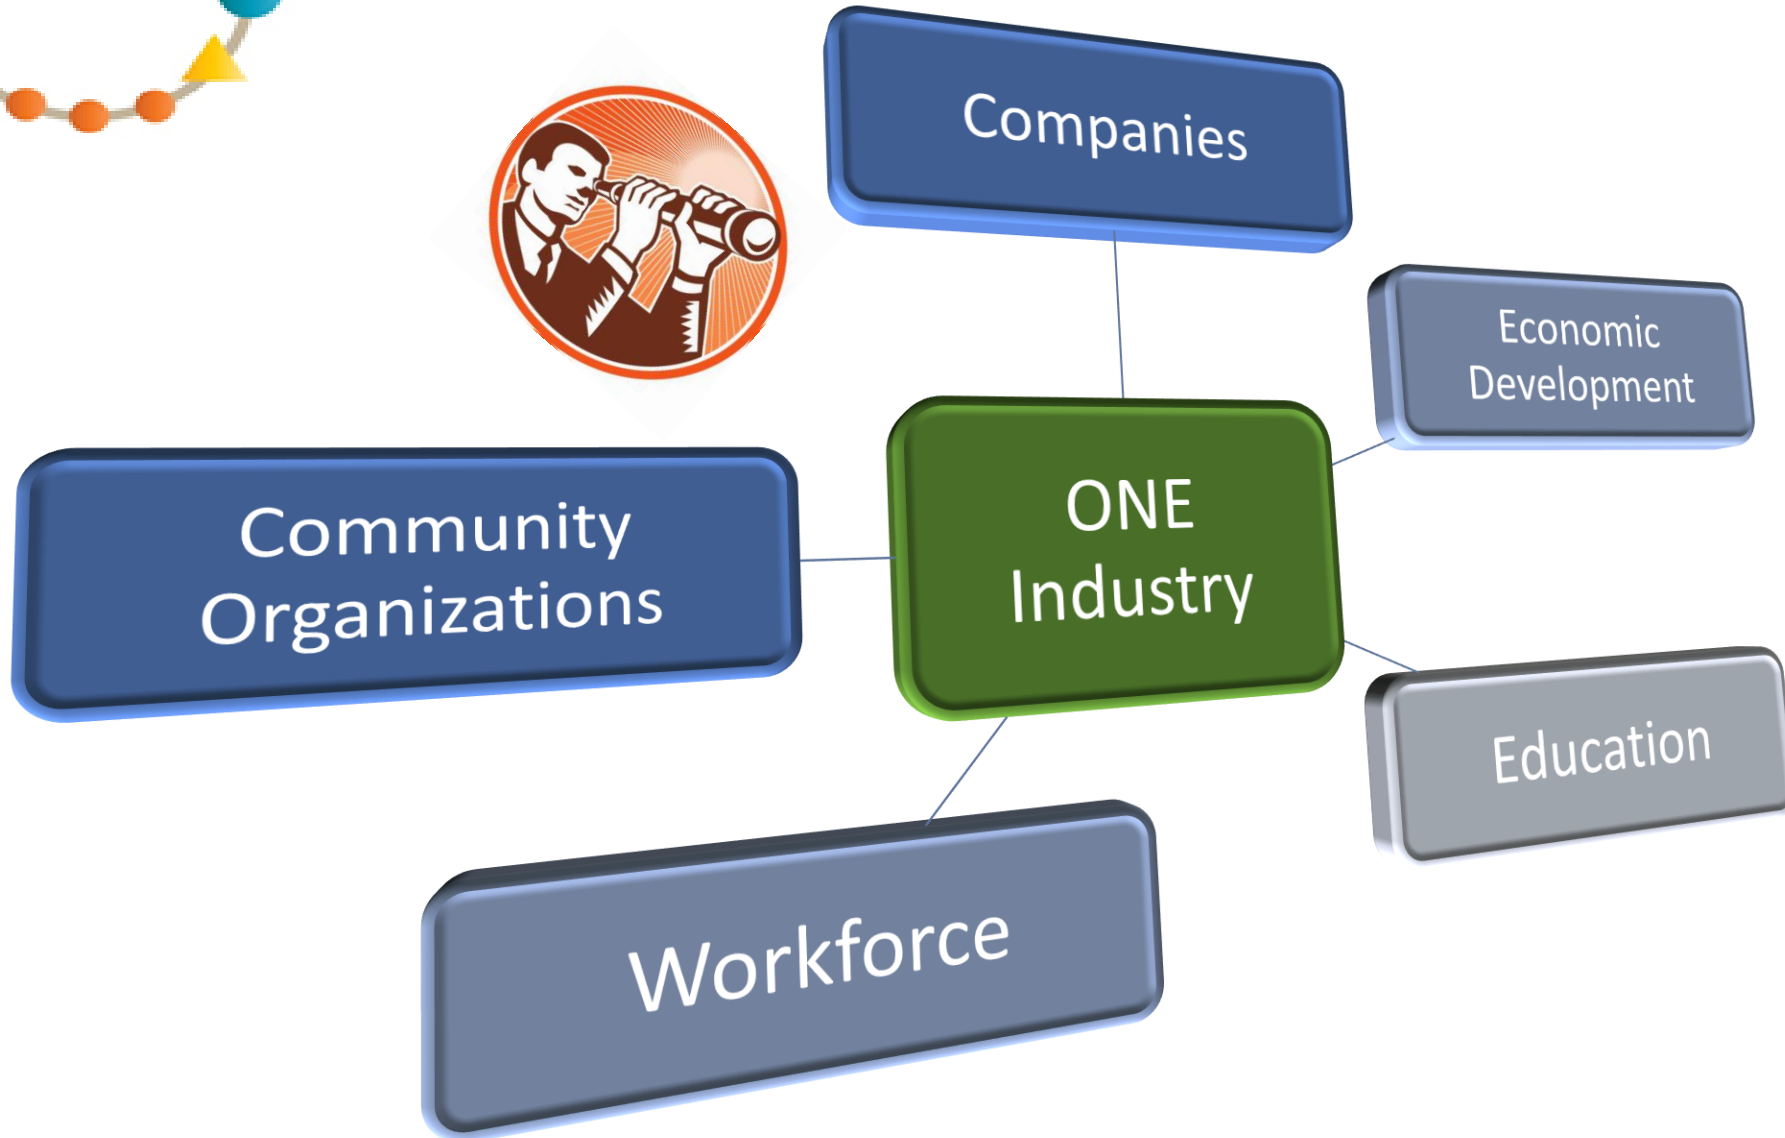 Companies
Economic
Development
ONE
Industry
Community
Organizations
Education
Workforce